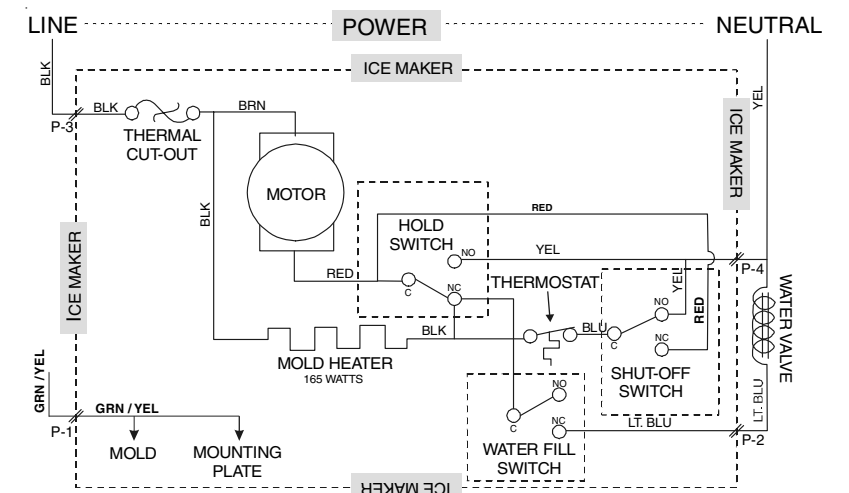 LINE
POWER
NEUTRAL
ICE MAKER
BLK
YEL
BLK
BRN
P-3
THERMAL
CUT-OUT
ICE MAKER
MOTOR
BLK
HOLD
SWITCH
RED
NO
YEL
ICE MAKER
RED
C
NC
THERMOSTAT
YEL
P-4
NO
RED
WATER VALVE
BLK
BLU
C
NC
MOLD HEATER
165 WATTS
SHUT-OFF
SWITCH
GRN /YEL
GRN / YEL
NO
P-1
C
NC
LT. BLU
LT. BLU
P-2
MOLD
MOUNTING
PLATE
WATER FILL
SWITCH
ICE MAKER